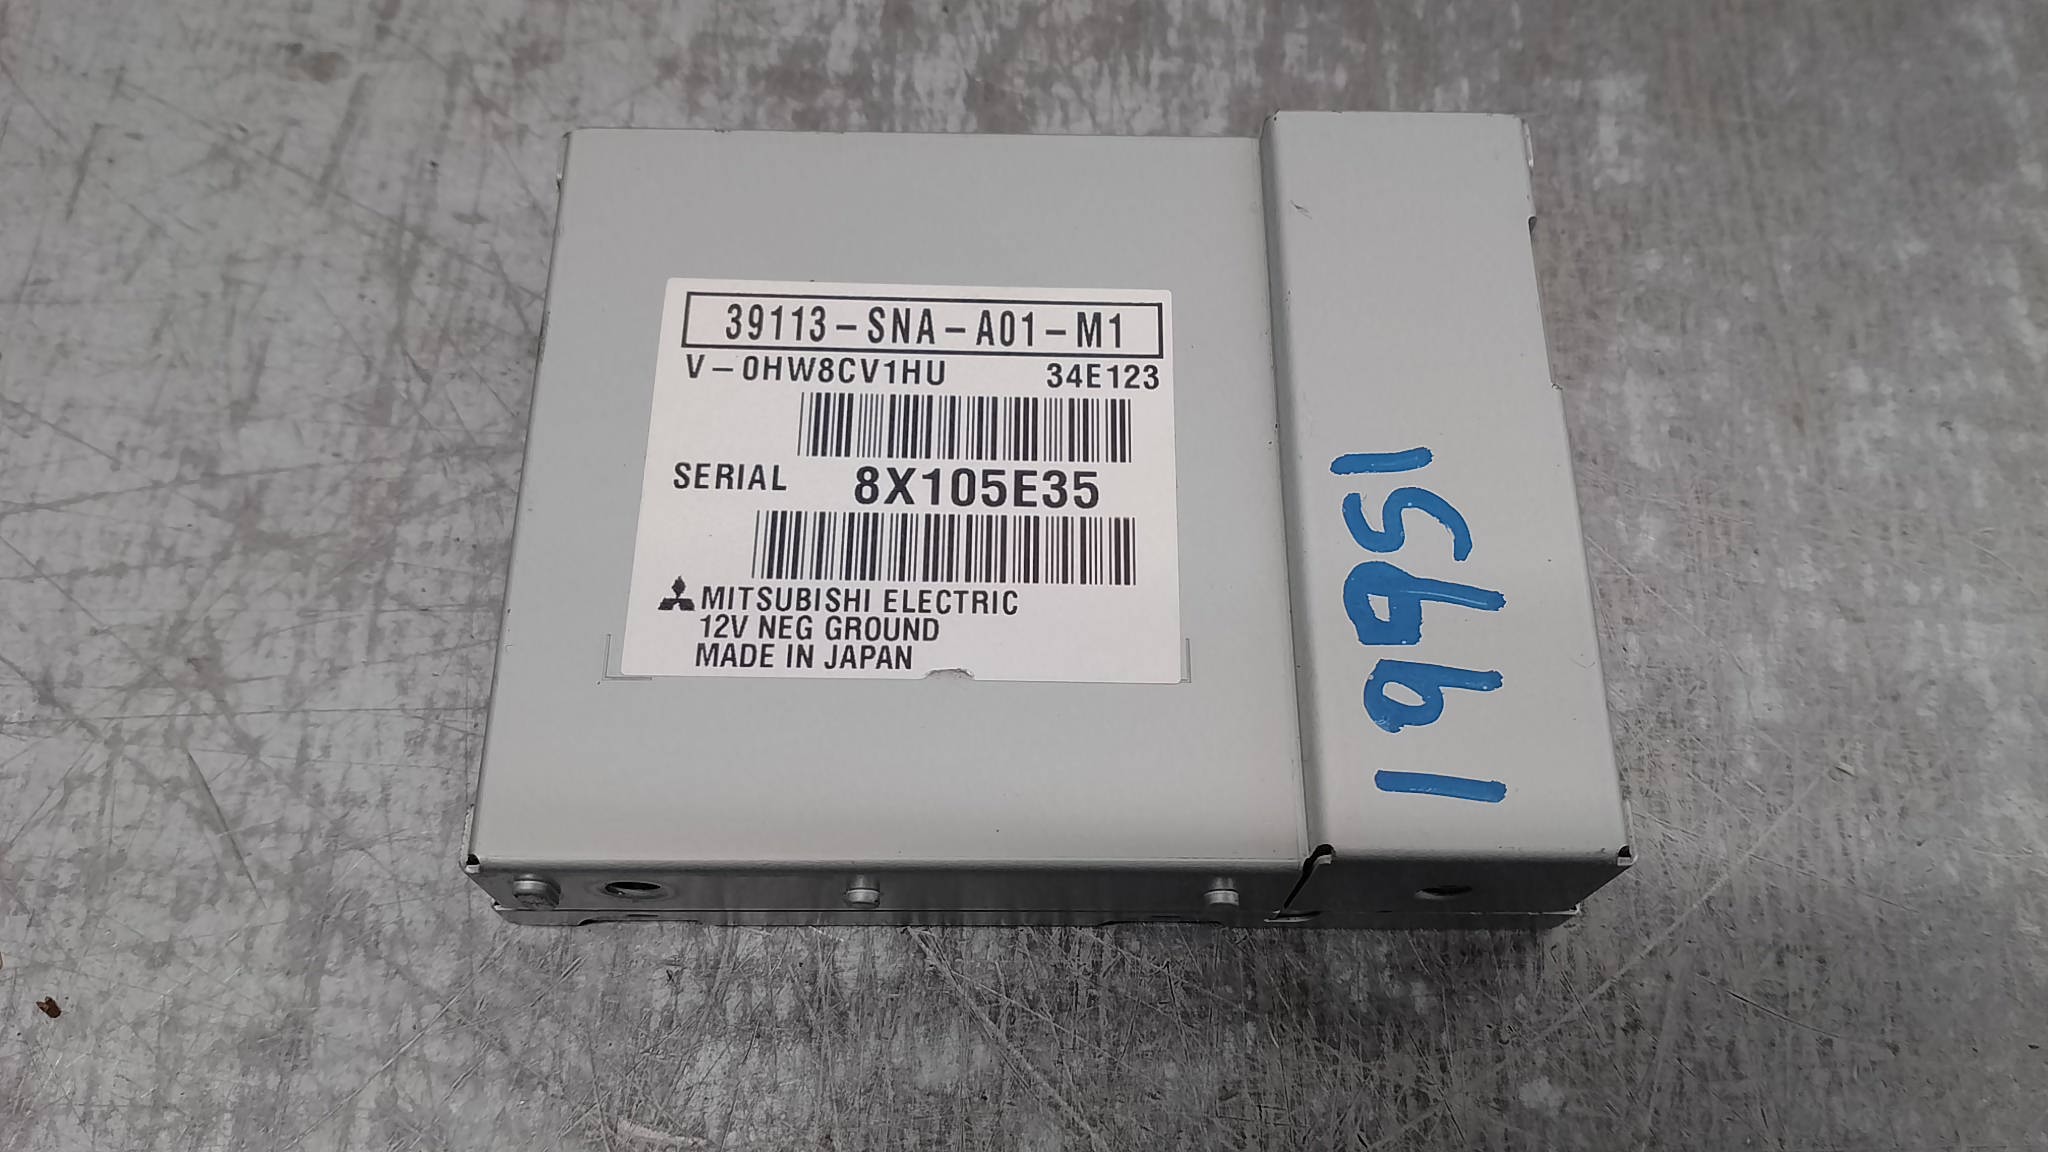 39113-SNA-A01-M1
V-0HW8CV1HU 34E123
SERIAL 8X105E35
MITSUBISHI ELECTRIC
12V NEG GROUND
MADE IN JAPAN
19951